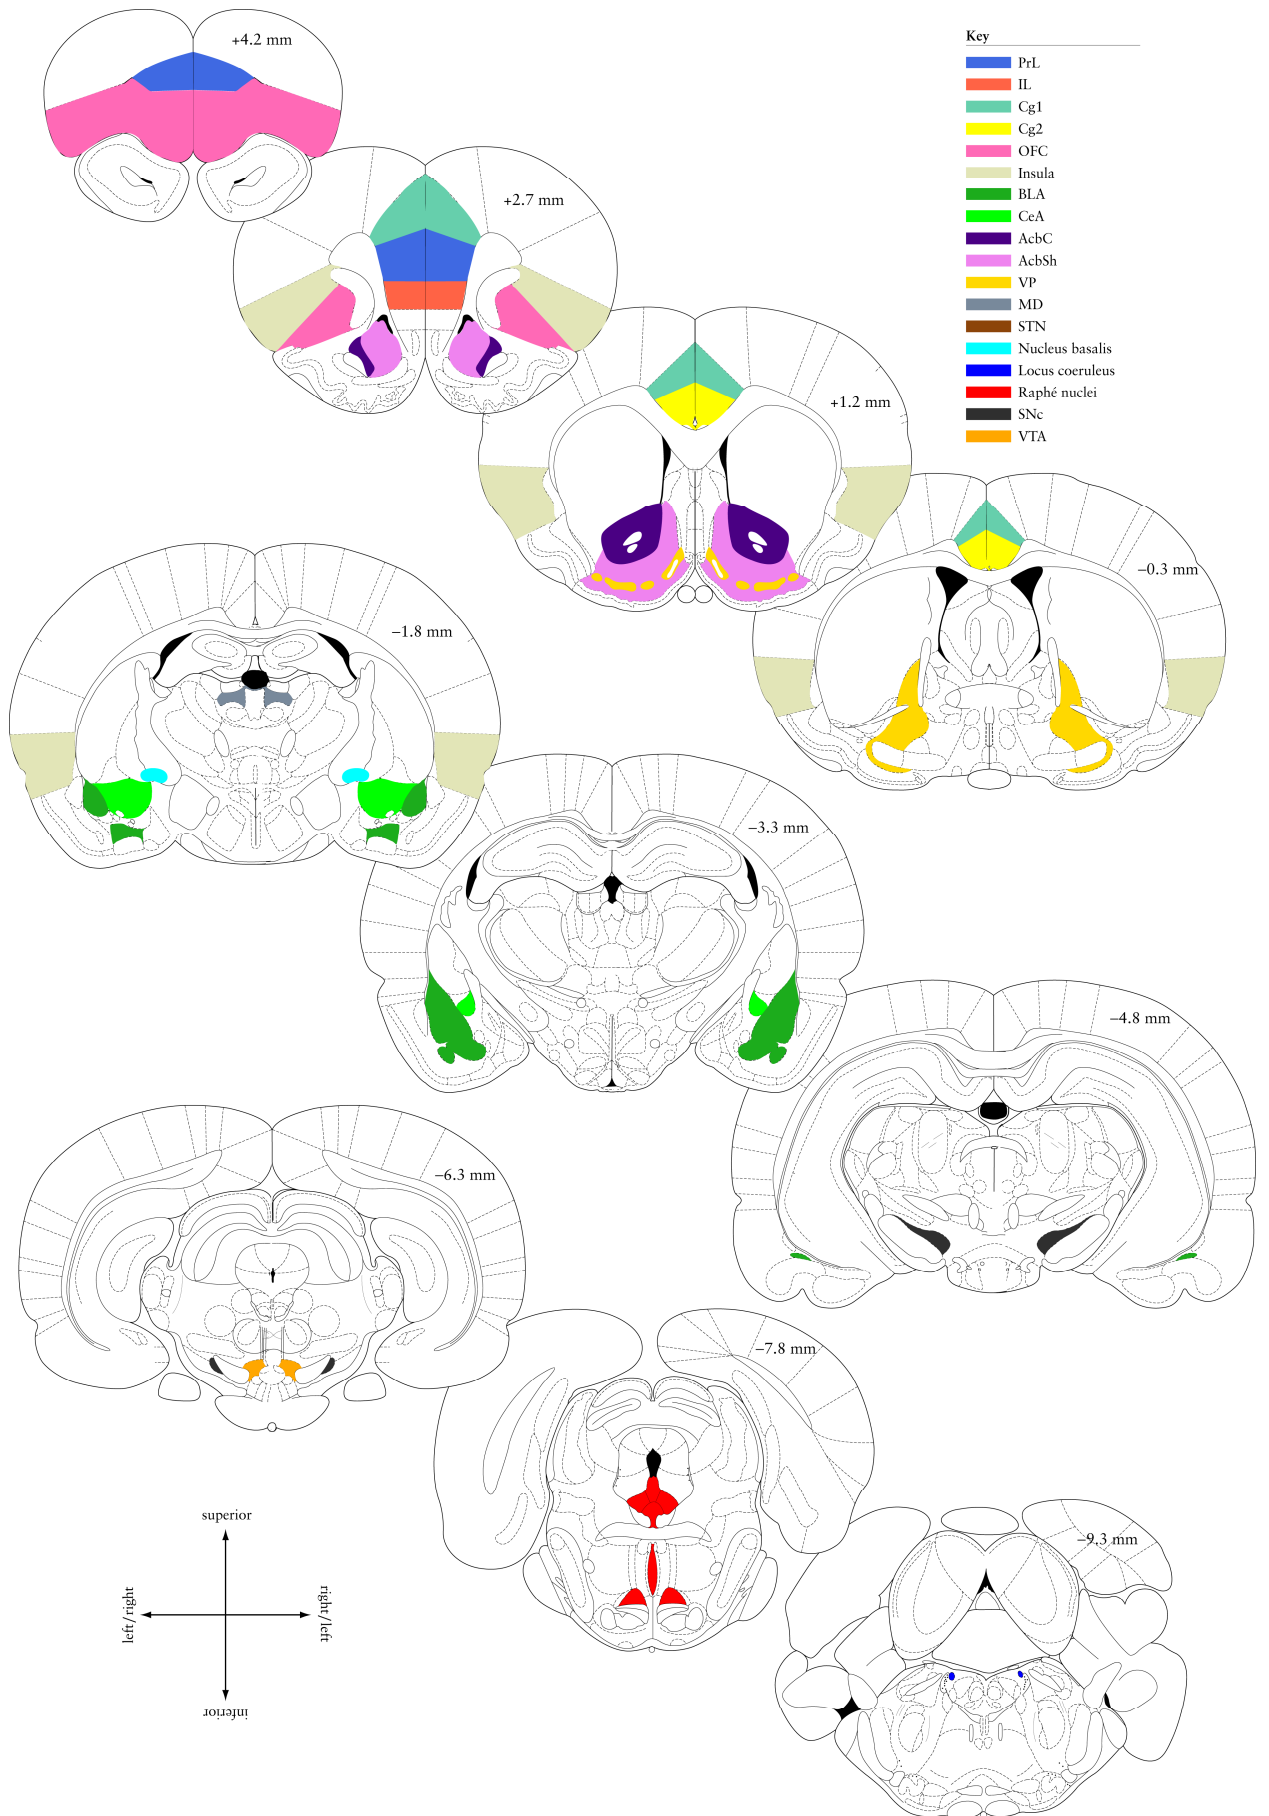 +4.2 mm
Key
PrL
IL
Cg1
Cg2
OFC
Insula
BLA
CeA
AcbC
AcbSh
VP
MD
STN
Nucleus basalis
Locus coeruleus
Raphé nuclei
SNc
VTA
+2.7 mm
+1.2 mm
−0.3 mm
−1.8 mm
−3.3 mm
−4.8 mm
−6.3 mm
−7.8 mm
−9.3 mm
superior
left/right
right/left
inferior